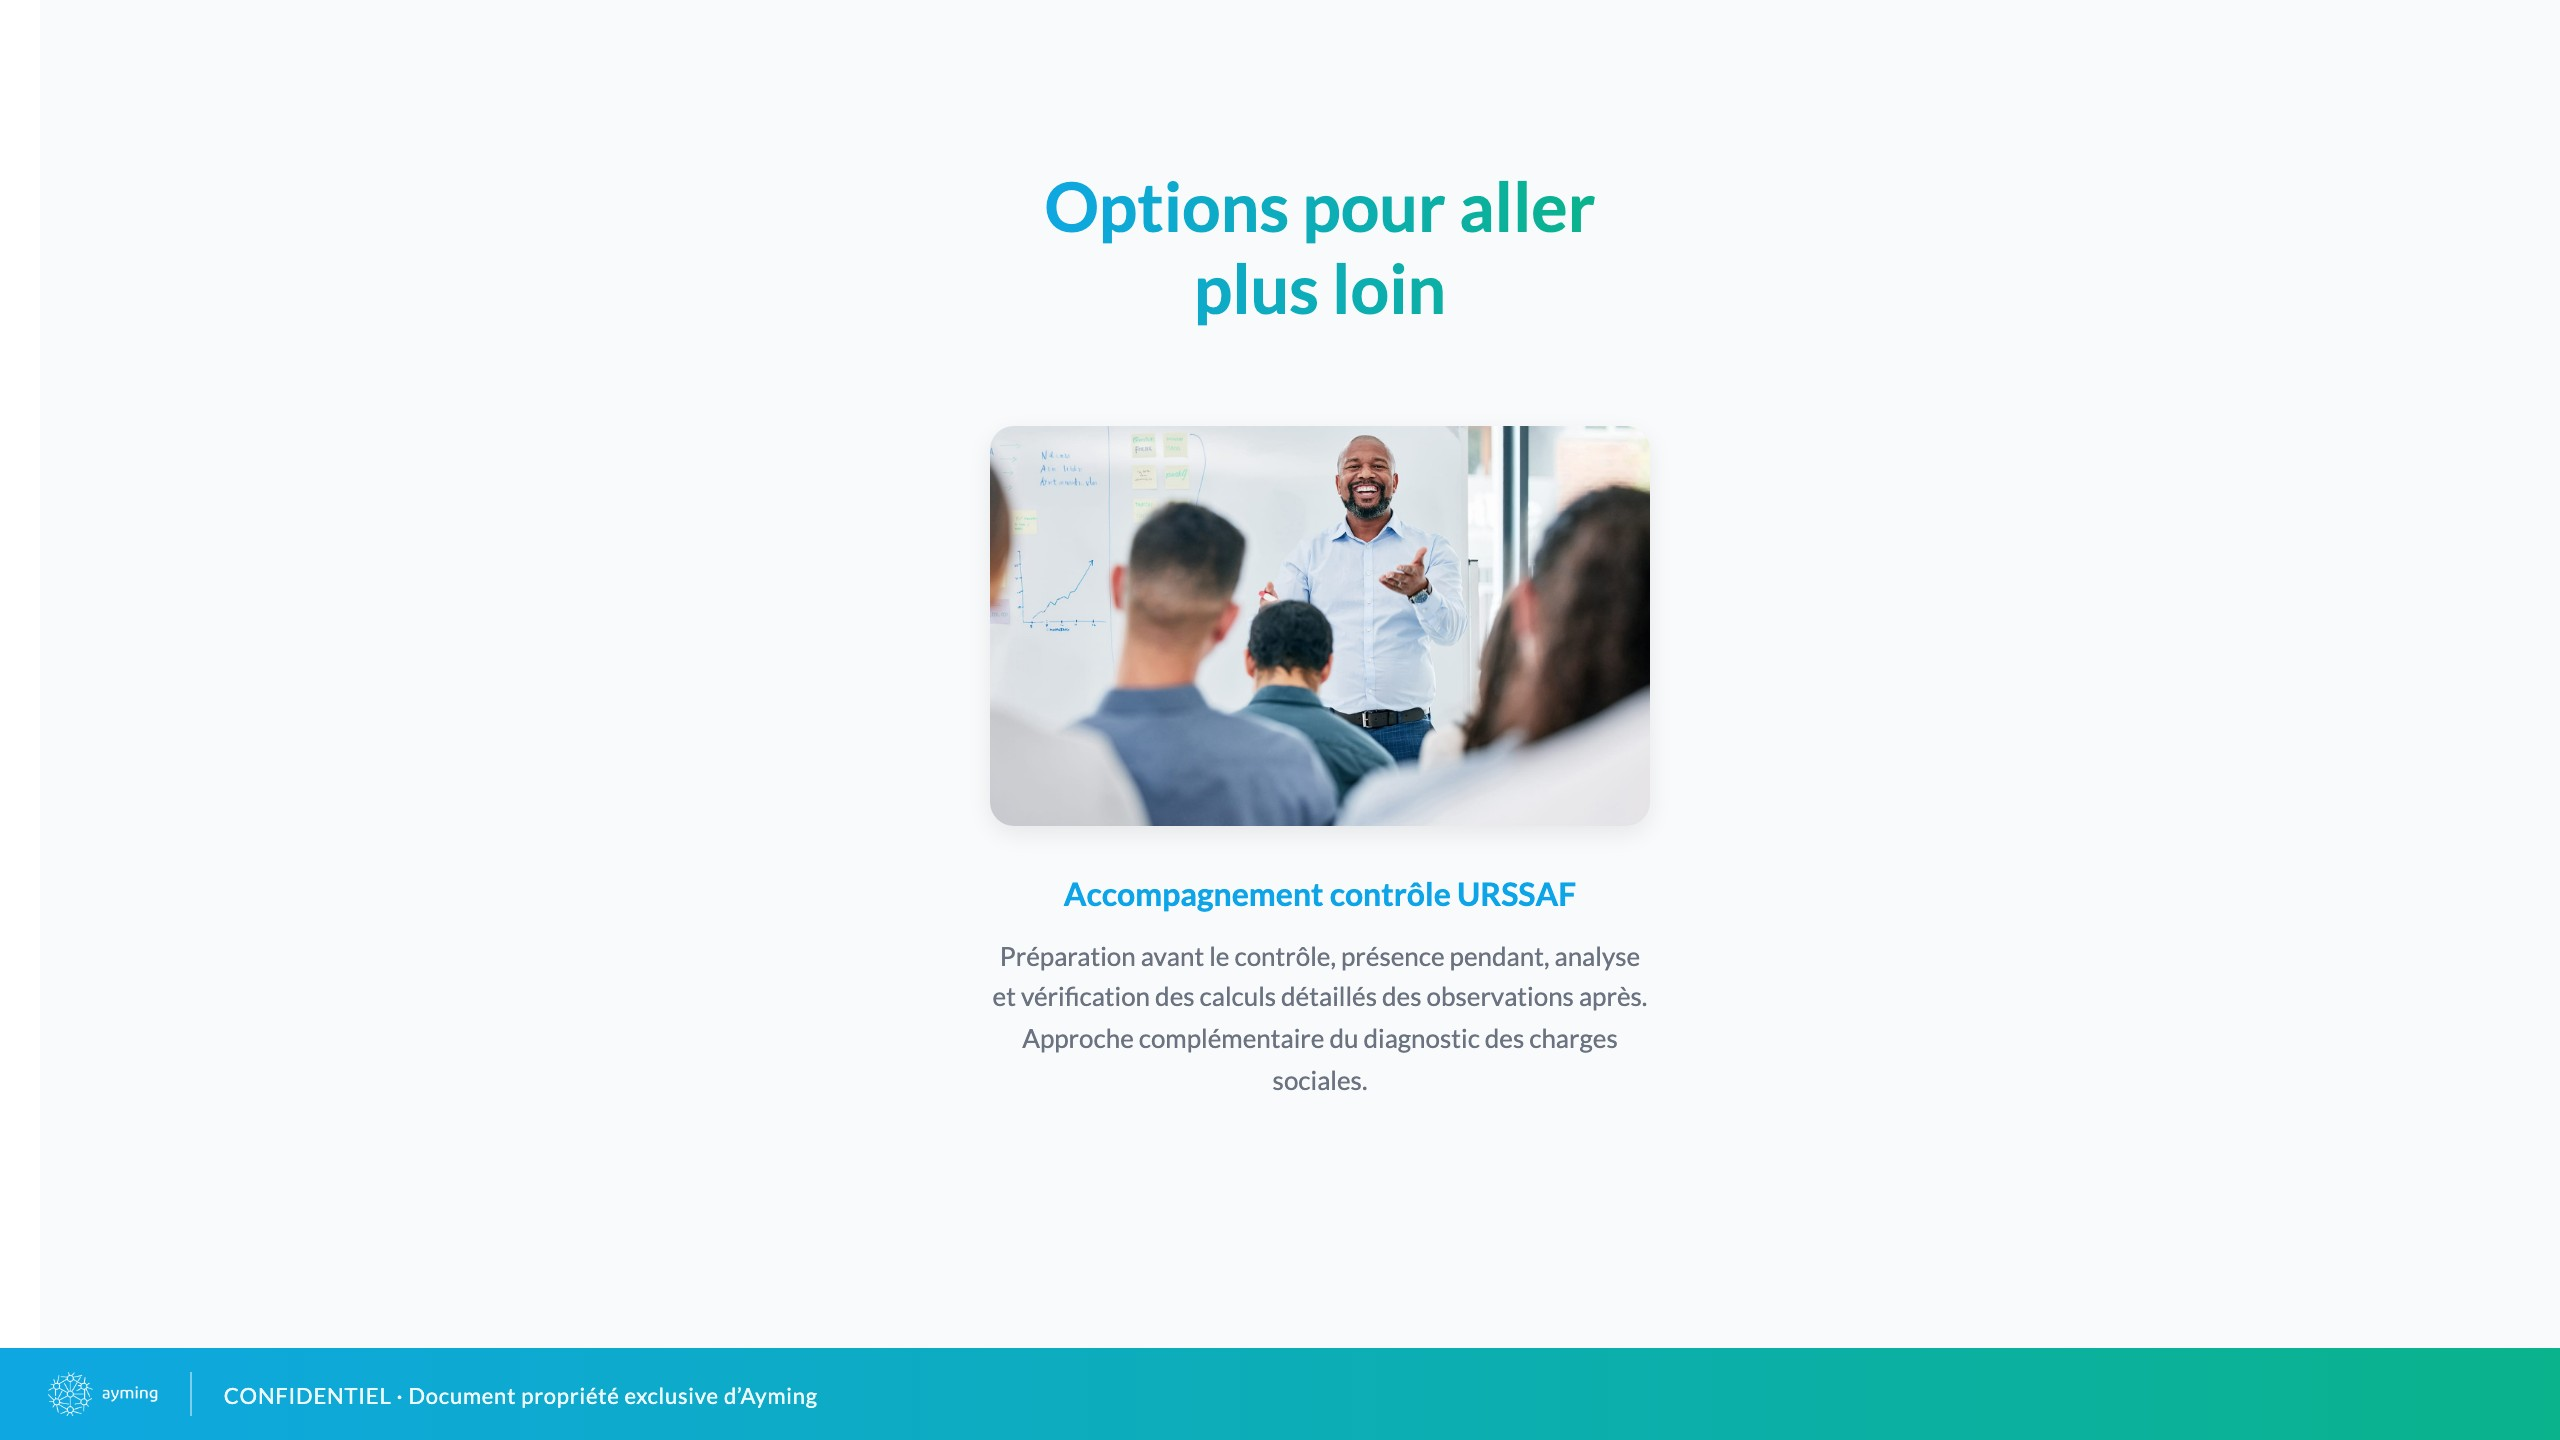 Options pour aller
plus loin
Accompagnement contrôle URSSAF
Préparation avant le contrôle, présence pendant, analyse
et vérification des calculs détaillés des observations après.
Approche complémentaire du diagnostic des charges
sociales.
ayming
CONFIDENTIEL · Document propriété exclusive d’Ayming